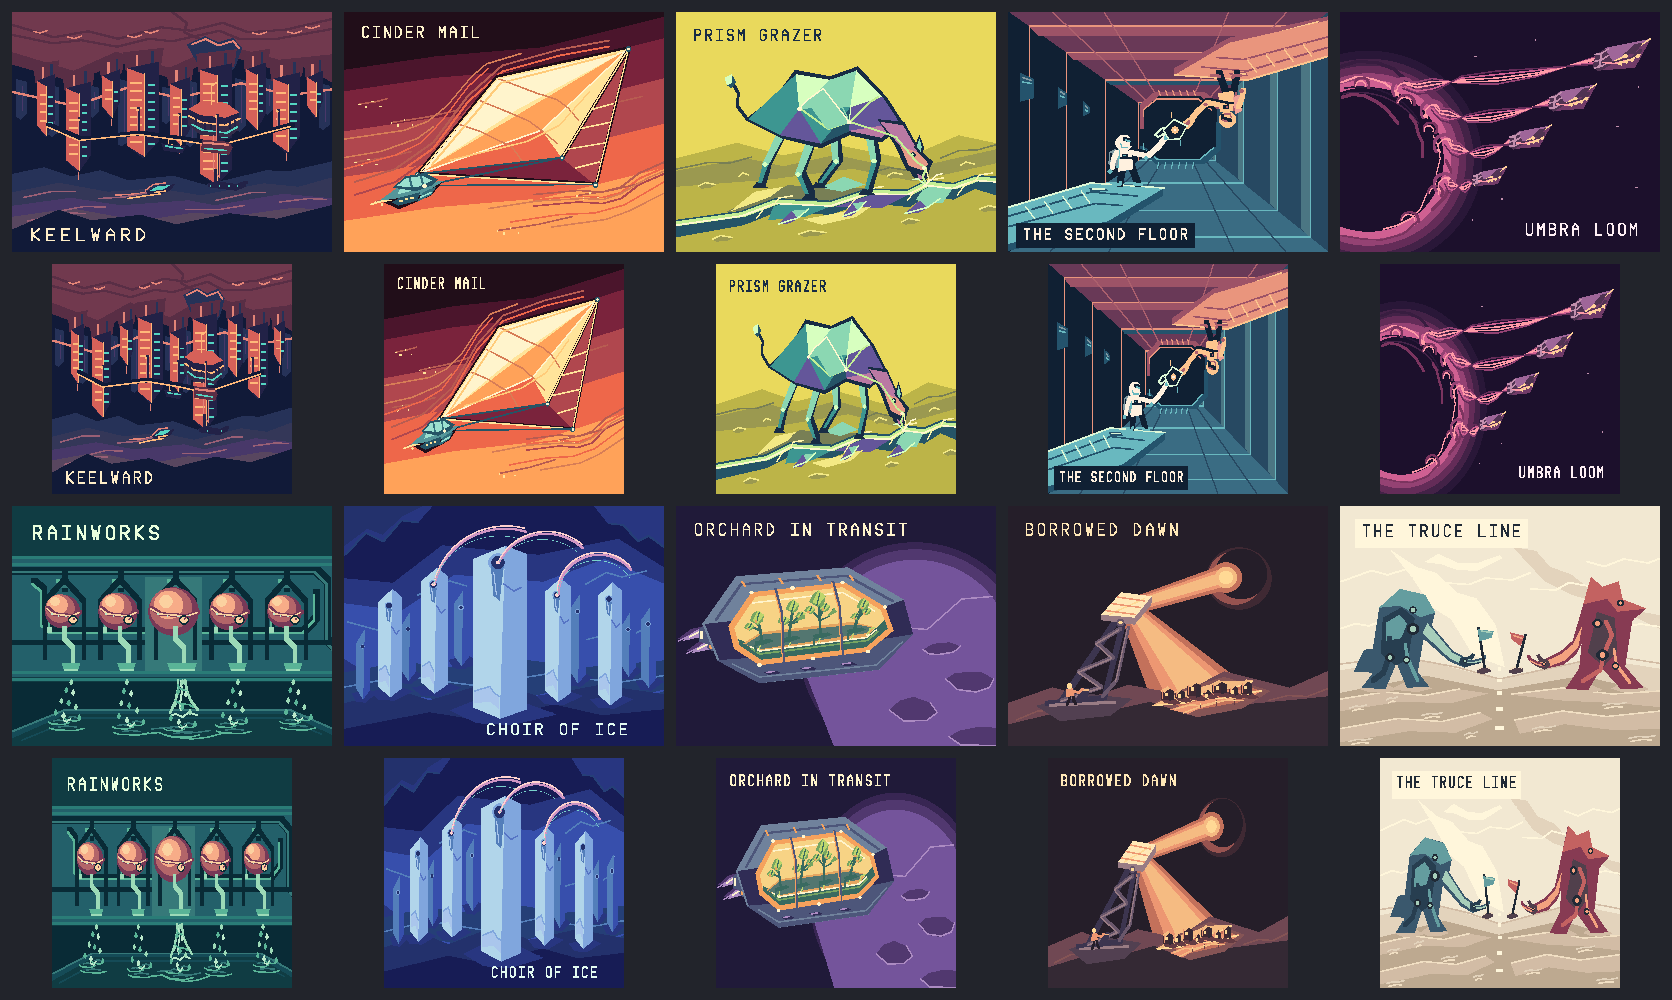 KEELWARD
CINDER MAIL
PRISM GRAZER
THE SECOND FLOOR
UMBRA LOOM
KEELWARD
CINDER MAIL
PRISM GRAZER
THE SECOND FLOOR
UMBRA LOOM
RAINWORKS
CHOIR OF ICE
ORCHARD IN TRANSIT
BORROWED DAWN
THE TRUCE LINE
RAINWORKS
CHOIR OF ICE
ORCHARD IN TRANSIT
BORROWED DAWN
THE TRUCE LINE